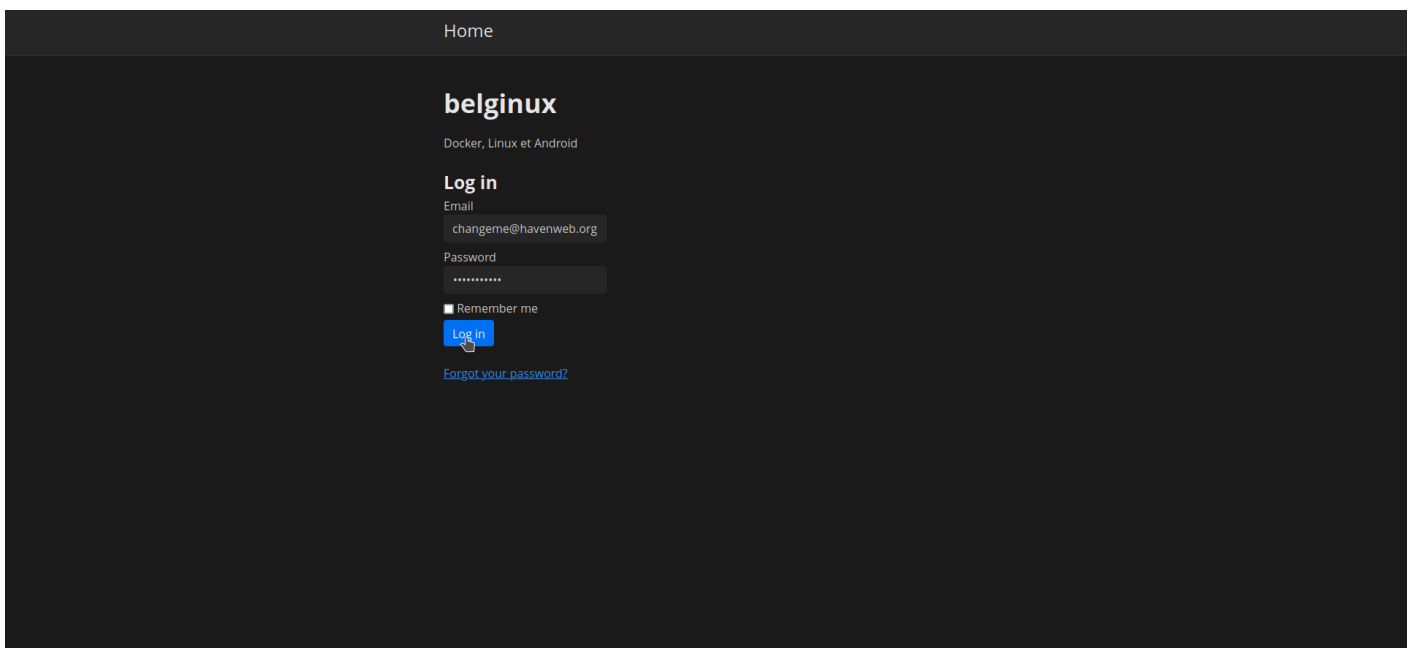 Home
belginux
Docker, Linux et Android
Log in
Email
changeme@havenweb.org
Password
•••••••••••
Remember me
Log in
Forgot your password?